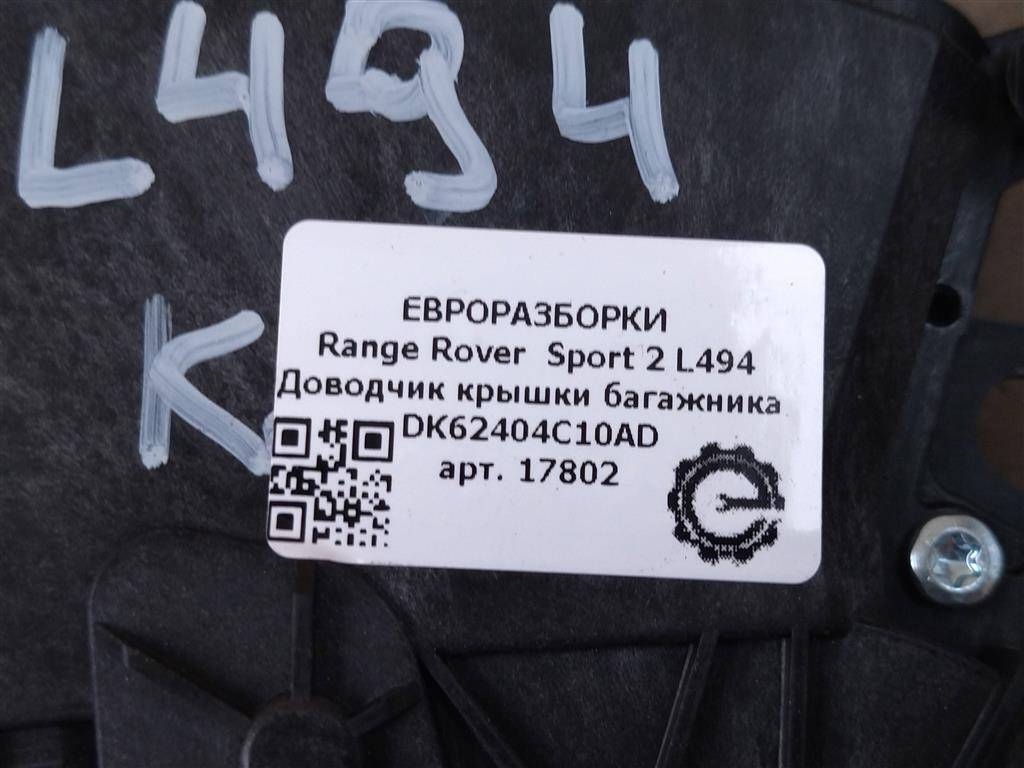 L494
К
ЕВРОРАЗБОРКИ
Range Rover Sport 2 L494
Доводчик крышки багажника
DK62404C10AD
арт. 17802